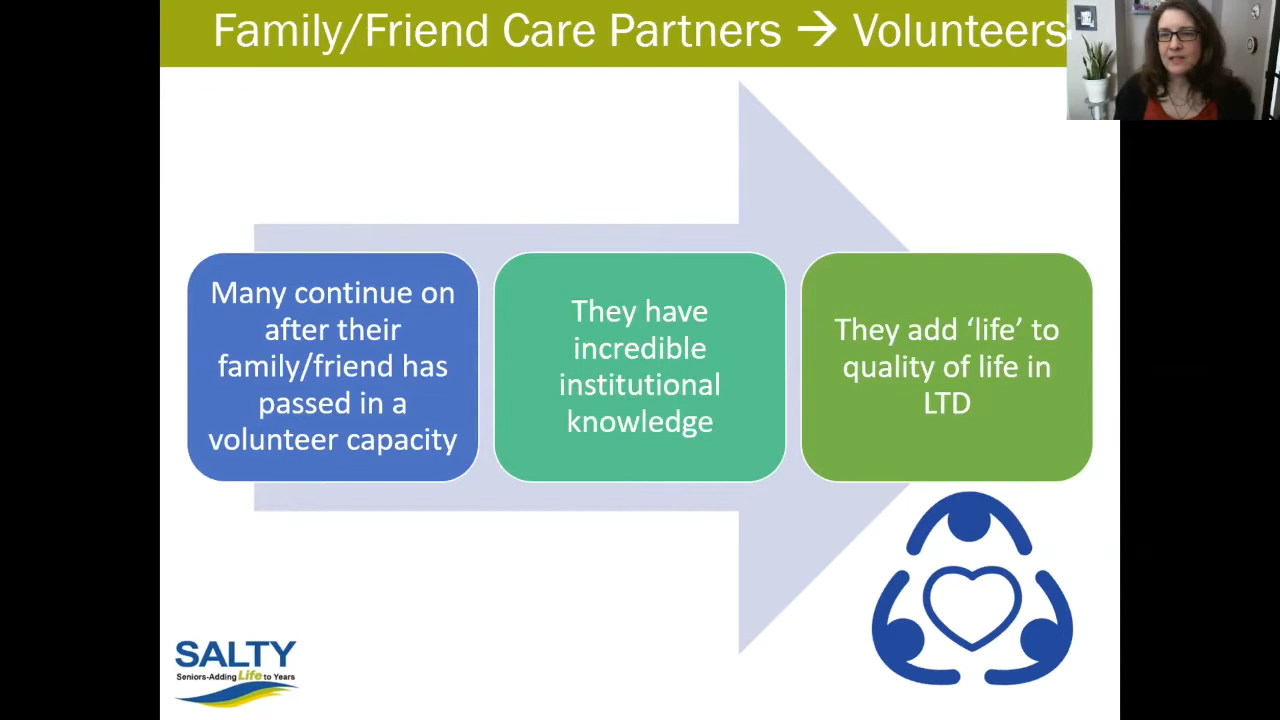 Family/Friend Care Partners → Volunteers
Many continue on
after their
family/friend has
passed in a
volunteer capacity
They have
incredible
institutional
knowledge
They add ‘life’ to
quality of life in
LTD
SALTY
Seniors-Adding Life to Years